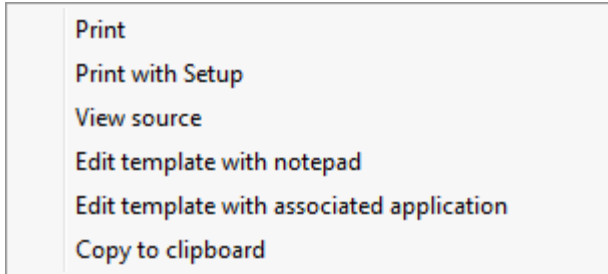 Print
Print with Setup
View source
Edit template with notepad
Edit template with associated application
Copy to clipboard